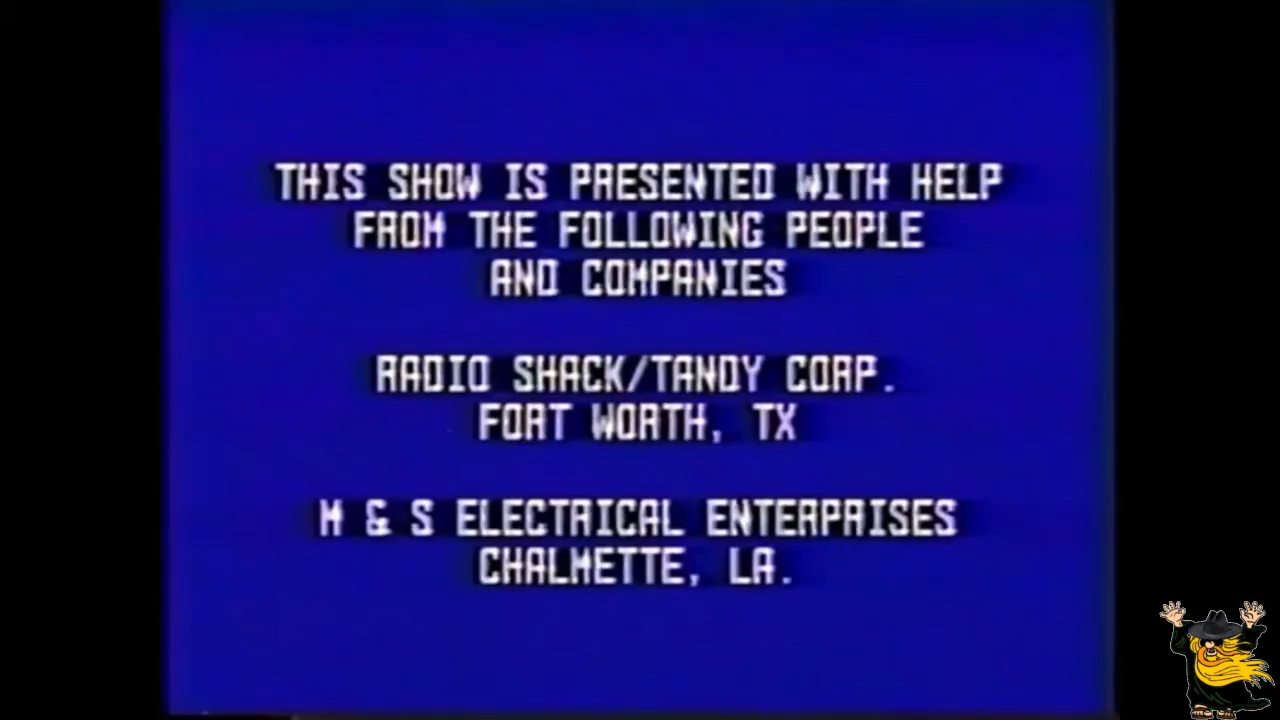 THIS SHOW IS PRESENTED WITH HELP
FROM THE FOLLOWING PEOPLE
AND COMPANIES
RADIO SHACK/TANDY CORP.
FORT WORTH, TX
M & S ELECTRICAL ENTERPRISES
CHALMETTE, LA.